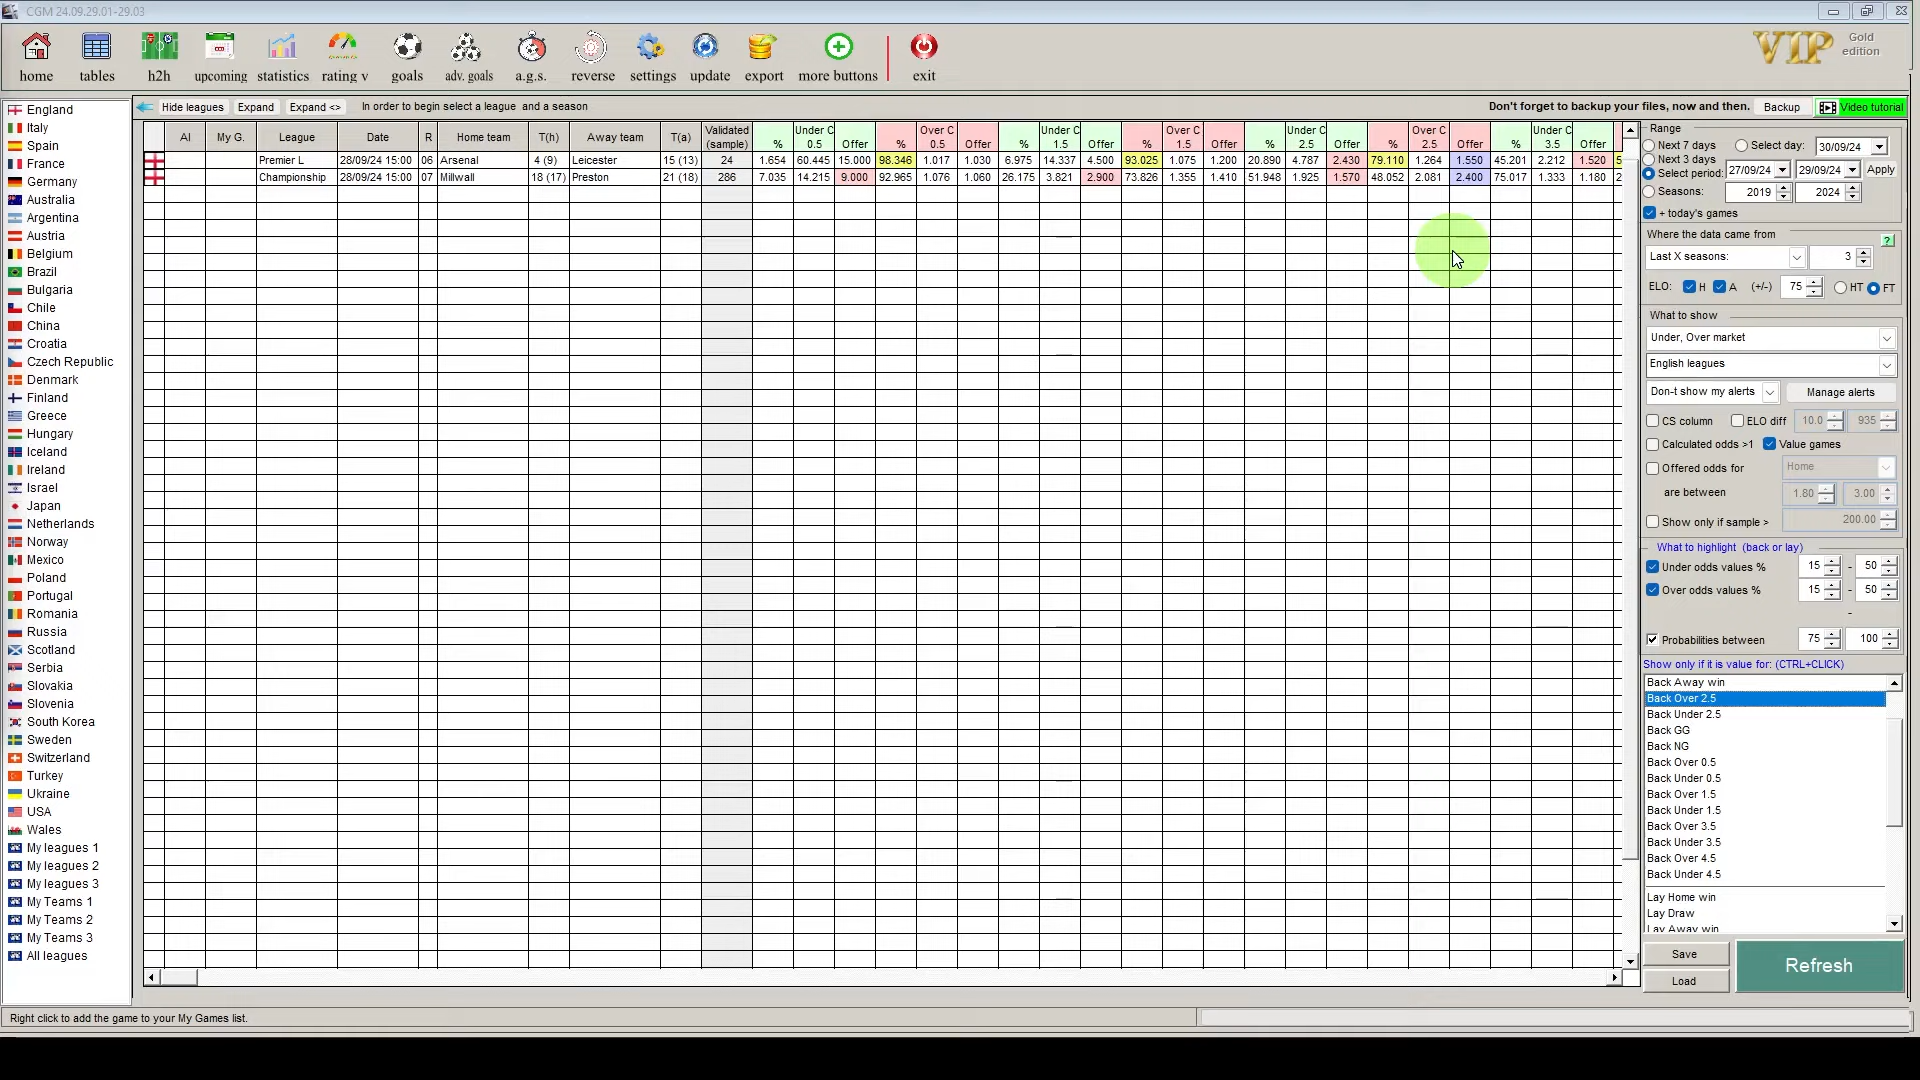 CGM 24.09.29.01-29.03
home tables h2h upcoming statistics rating v goals adv. goals a.g.s. reverse settings update export more buttons exit
VIP Gold edition
Hide leagues Expand Expand <> In order to begin select a league and a season Don't forget to backup your files, now and then. Backup Video tutorial
England
Italy
Spain
France
Germany
Australia
Argentina
Austria
Belgium
Brazil
Bulgaria
Chile
China
Croatia
Czech Republic
Denmark
Finland
Greece
Hungary
Iceland
Ireland
Israel
Japan
Netherlands
Norway
Mexico
Poland
Portugal
Romania
Russia
Scotland
Serbia
Slovakia
Slovenia
South Korea
Sweden
Switzerland
Turkey
Ukraine
USA
Wales
My leagues 1
My leagues 2
My leagues 3
My Teams 1
My Teams 2
My Teams 3
All leagues
Validated Under C Over C Under C Over C Under C Over C Under C
AI My G. League Date R Home team T(h) Away team T(a) (sample) % 0.5 Offer % 0.5 Offer % 1.5 Offer % 1.5 Offer % 2.5 Offer % 2.5 Offer % 3.5 Offer
Premier L 28/09/24 15:00 06 Arsenal 4 (9) Leicester 15 (13) 24 1.654 60.445 15.000 98.346 1.017 1.030 6.975 14.337 4.500 93.025 1.075 1.200 20.890 4.787 2.430 79.110 1.264 1.550 45.201 2.212 1.520 5
Championship 28/09/24 15:00 07 Millwall 18 (17) Preston 21 (18) 286 7.035 14.215 9.000 92.965 1.076 1.060 26.175 3.821 2.900 73.826 1.355 1.410 51.948 1.925 1.570 48.052 2.081 2.400 75.017 1.333 1.180 2
Range
Next 7 days Select day: 30/09/24
Next 3 days
Select period: 27/09/24 29/09/24 Apply
Seasons: 2019 2024
+ today's games
Where the data came from ?
Last X seasons: 3
ELO: H A (+/-) 75 HT FT
What to show
Under, Over market
English leagues
Don-t show my alerts Manage alerts
CS column ELO diff 10.0 935
Calculated odds >1 Value games
Offered odds for Home
are between 1.80 3.00
Show only if sample > 200.00
What to highlight (back or lay)
Under odds values % 15 - 50
Over odds values % 15 - 50
-
Probabilities between 75 100
Show only if it is value for: (CTRL+CLICK)
Back Away win
Back Over 2.5
Back Under 2.5
Back GG
Back NG
Back Over 0.5
Back Under 0.5
Back Over 1.5
Back Under 1.5
Back Over 3.5
Back Under 3.5
Back Over 4.5
Back Under 4.5
Lay Home win
Lay Draw
Lay Away win
Save
Load
Refresh
Right click to add the game to your My Games list.